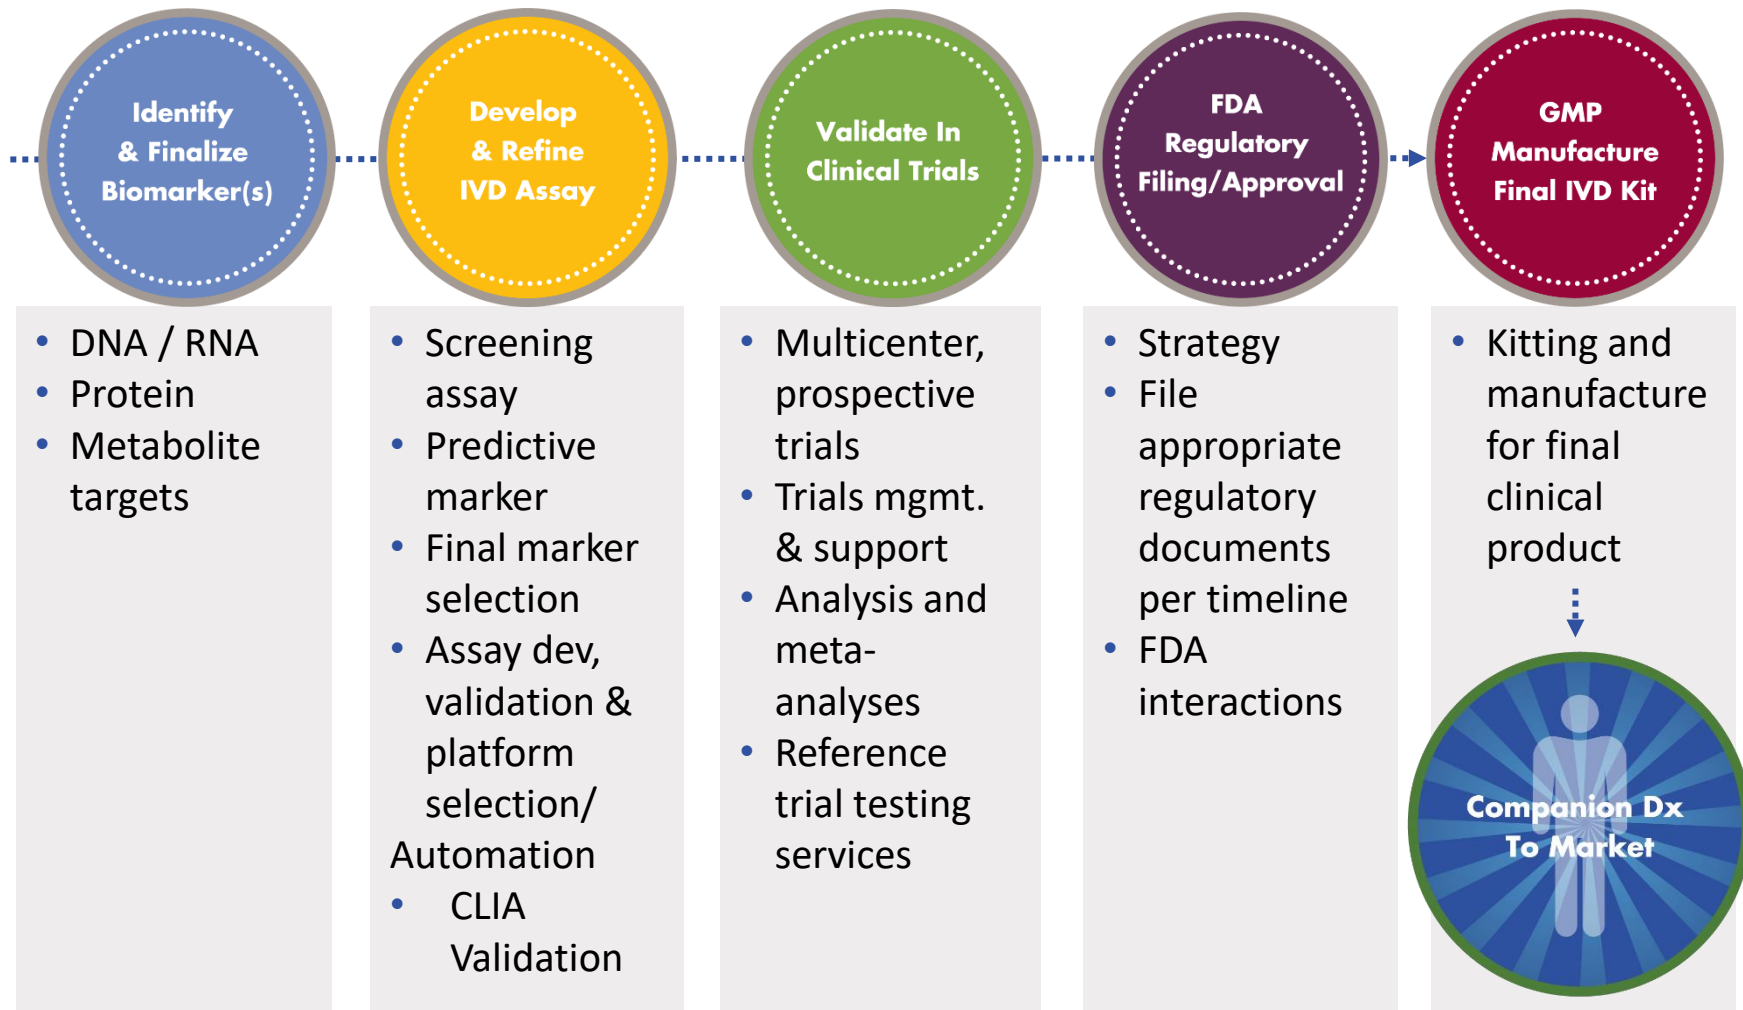 Identify
& Finalize
Biomarker(s)
Develop
& Refine
IVD Assay
Validate In
Clinical Trials
FDA
Regulatory
Filing/Approval
GMP
Manufacture
Final IVD Kit
• DNA / RNA
• Protein
• Metabolite
targets
• Screening
assay
• Predictive
marker
• Final marker
selection
• Assay dev,
validation &
platform
selection/
Automation
• CLIA
Validation
• Multicenter,
prospective
trials
• Trials mgmt.
& support
• Analysis and
meta-
analyses
• Reference
trial testing
services
• Strategy
• File
appropriate
regulatory
documents
per timeline
• FDA
interactions
• Kitting and
manufacture
for final
clinical
product
Companion Dx
To Market